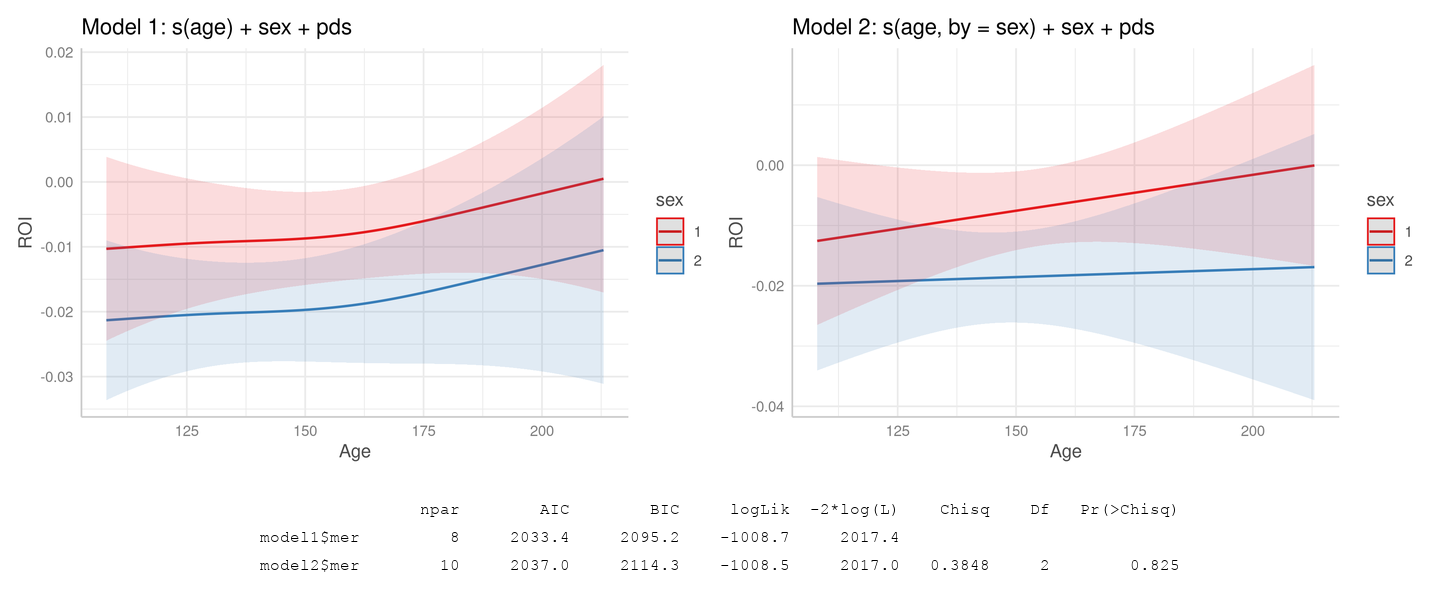 Model 1: s(age) + sex + pds
0.02
0.01
0.00
-0.01
-0.02
-0.03
ROI
125
150
175
200
Age
sex
1
2
Model 2: s(age, by = sex) + sex + pds
0.00
-0.02
-0.04
ROI
125
150
175
200
Age
sex
1
2
npar AIC BIC logLik -2*log(L) Chisq Df Pr(>Chisq)
model1$mer 8 2033.4 2095.2 -1008.7 2017.4
model2$mer 10 2037.0 2114.3 -1008.5 2017.0 0.3848 2 0.825